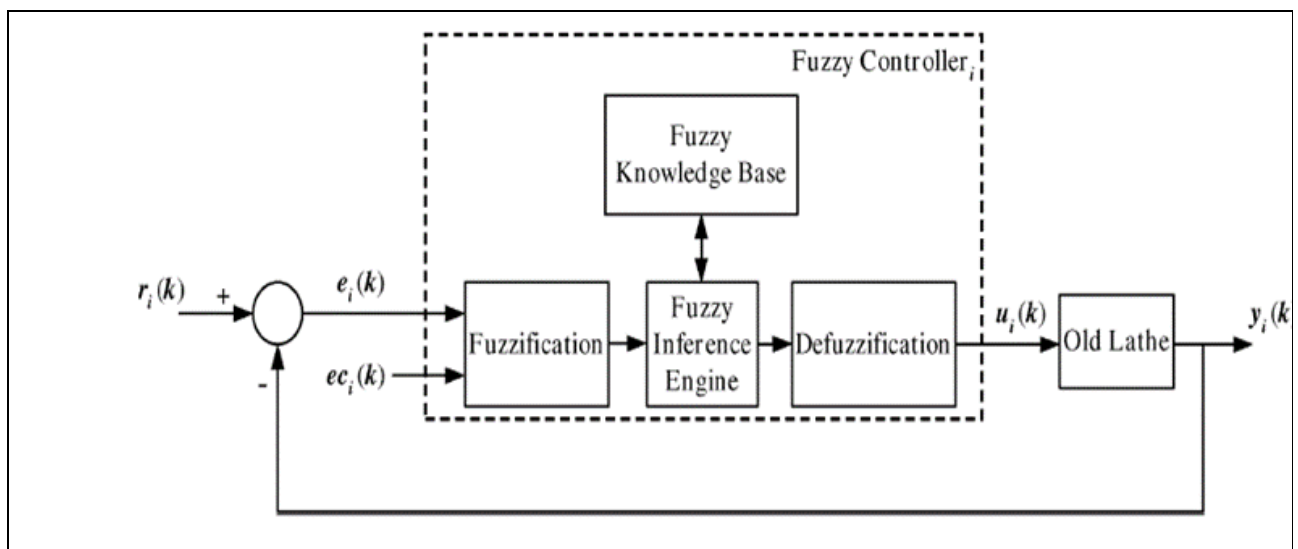 Fuzzy Controller_i
Fuzzy
Knowledge Base
r_i(k)
+
-
e_i(k)
ec_i(k)
Fuzzification
Fuzzy
Inference
Engine
Defuzzification
u_i(k)
Old Lathe
y_i(k)